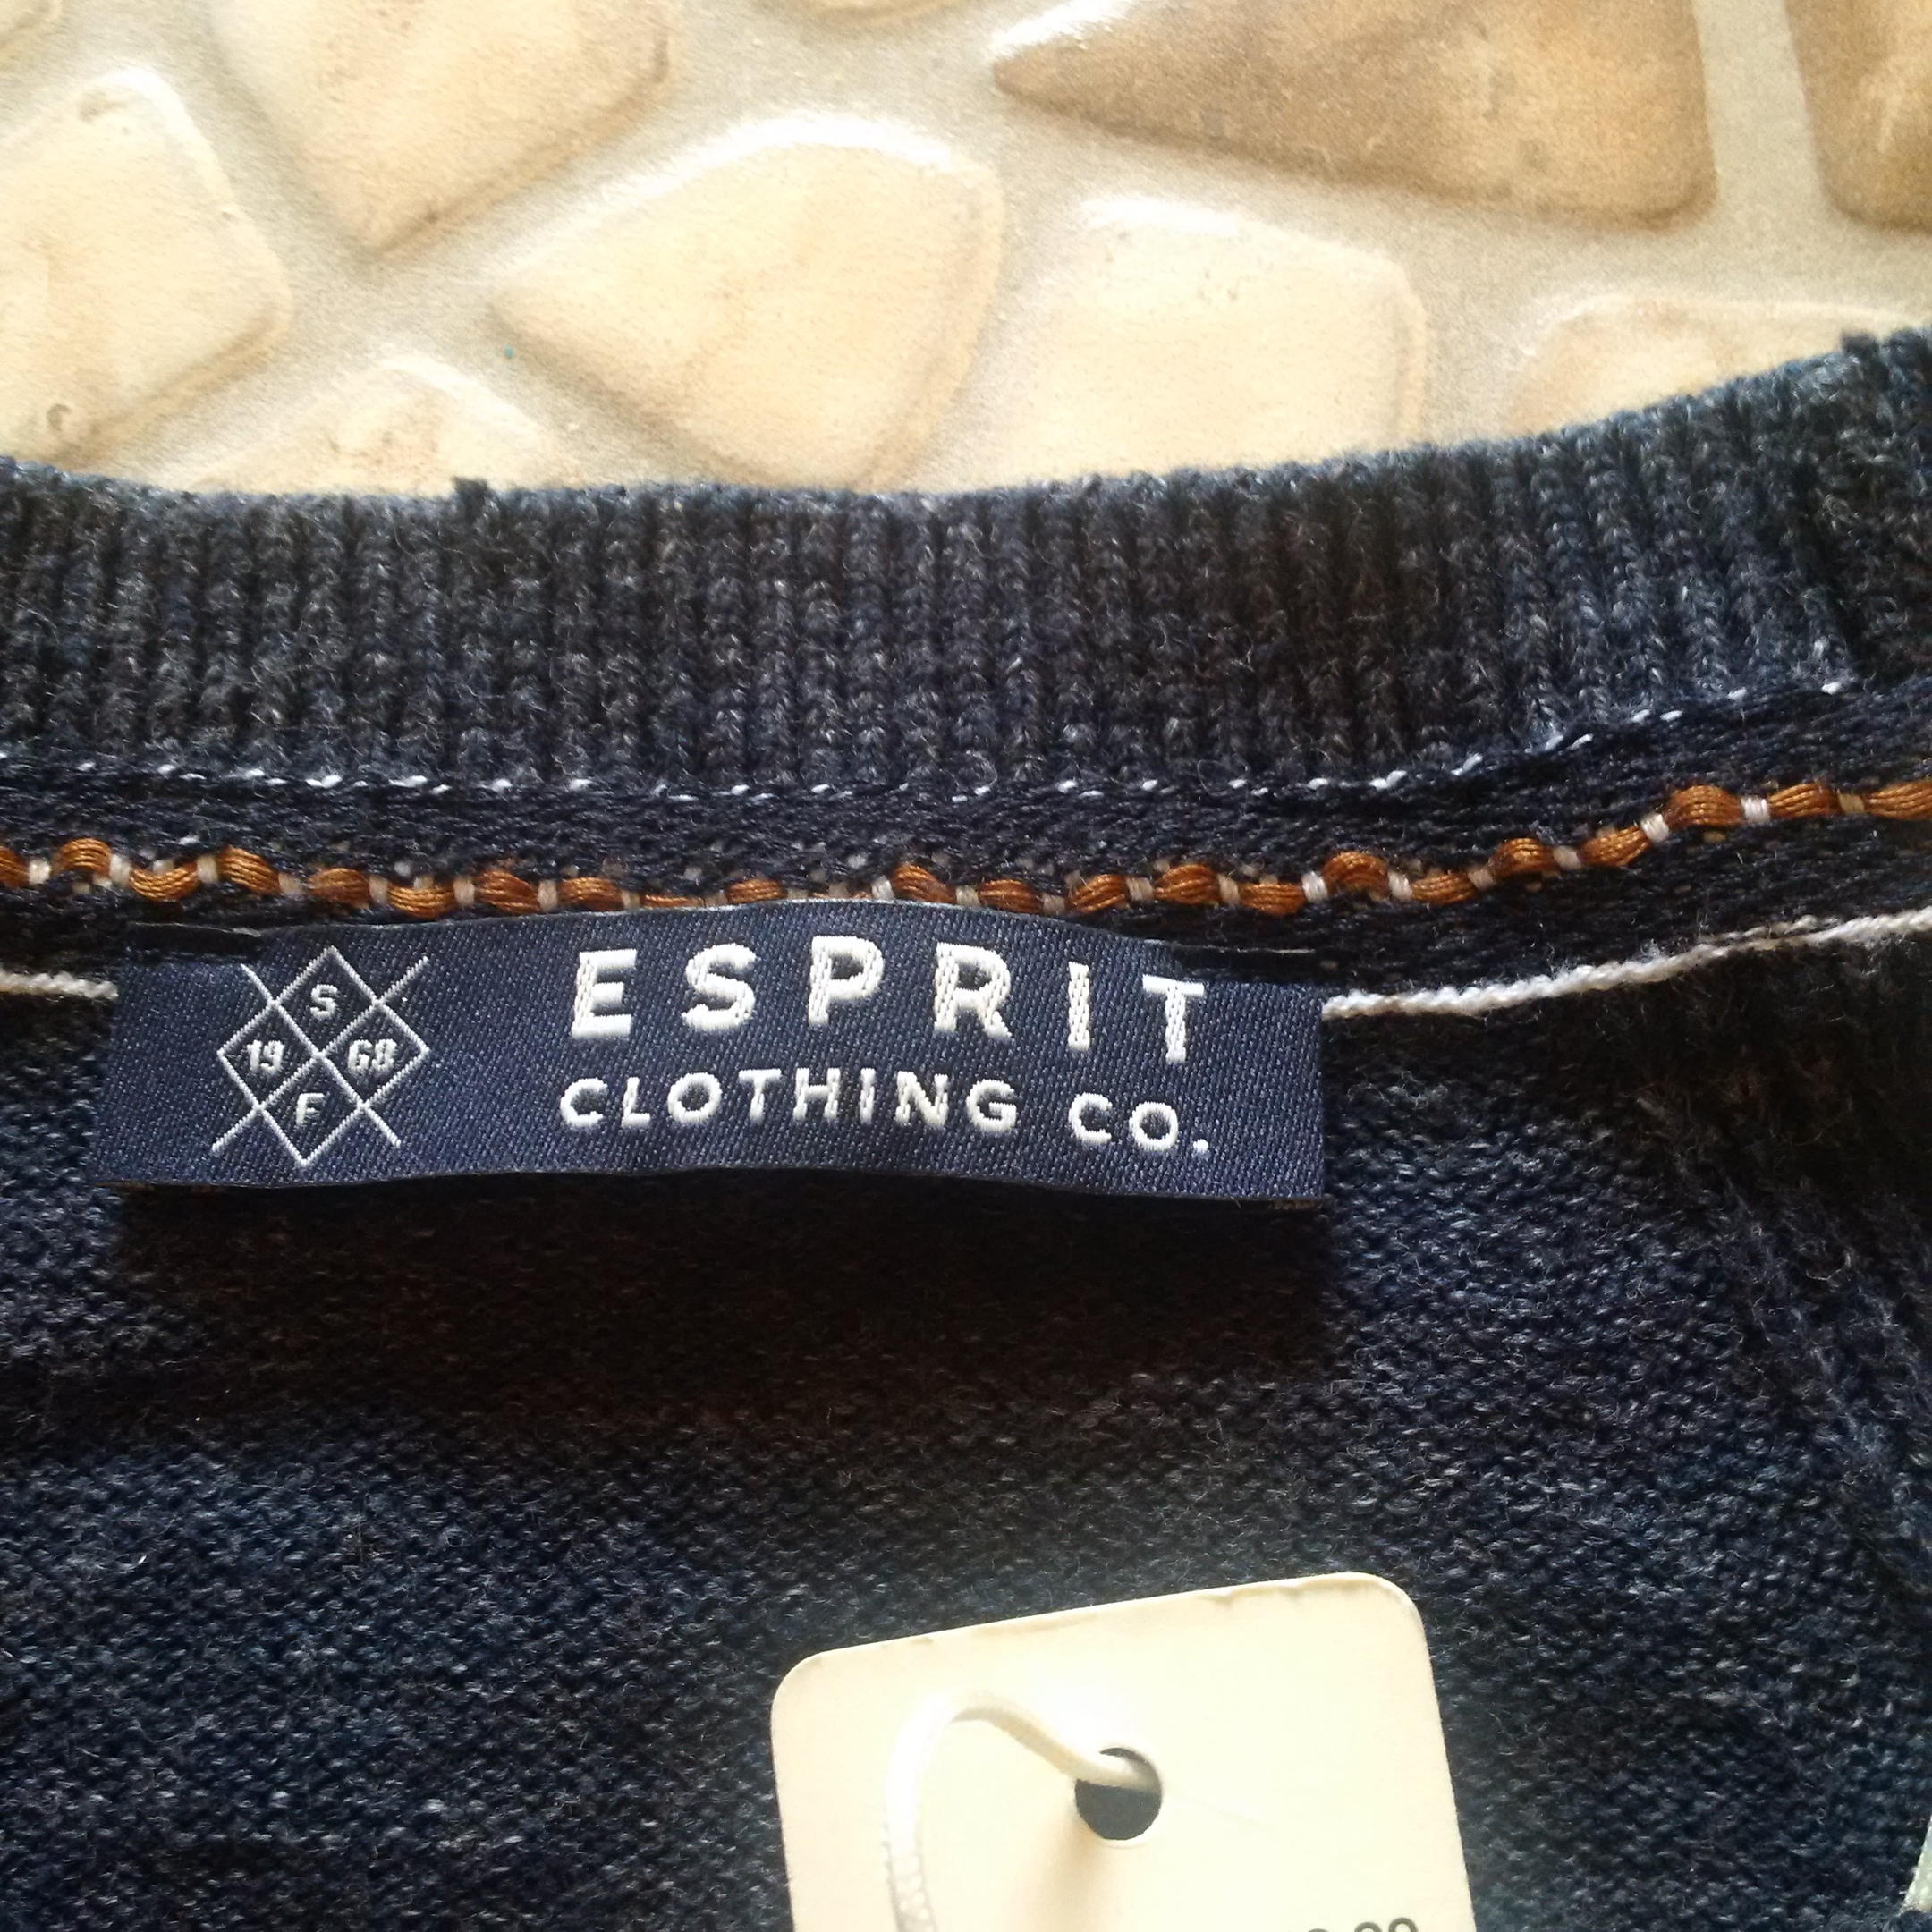 S
19 68
F
ESPRIT
CLOTHING CO.